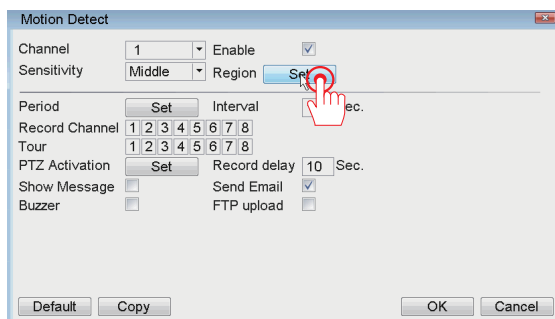 Motion Detect
Channel 1 Enable
Sensitivity Middle Region Set
Period Set Interval
Record Channel 1 2 3 4 5 6 7 8
Tour 1 2 3 4 5 6 7 8
PTZ Activation Set Record delay 10 Sec.
Show Message Send Email
Buzzer FTP upload
Default Copy OK Cancel